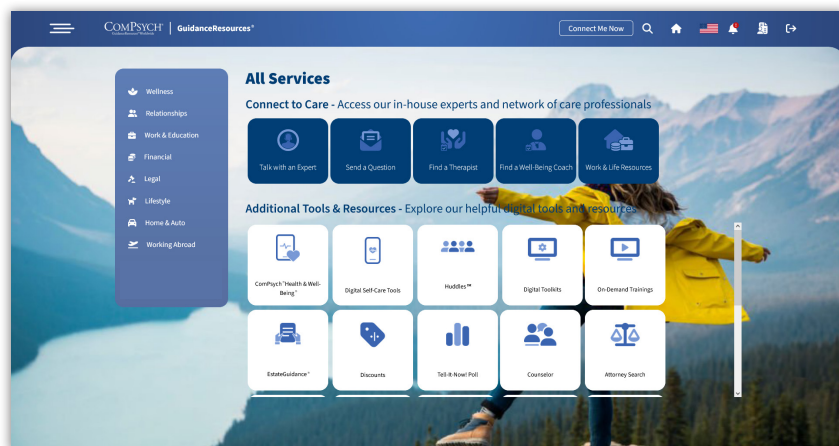 COMPSYCH®
GuidanceResources® Worldwide
GuidanceResources®
Connect Me Now
Wellness
Relationships
Work & Education
Financial
Legal
Lifestyle
Home & Auto
Working Abroad
All Services
Connect to Care - Access our in-house experts and network of care professionals
Talk with an Expert
Send a Question
Find a Therapist
Find a Well-Being Coach
Work & Life Resources
Additional Tools & Resources - Explore our helpful digital tools and resources
ComPsych® Health & Well-
Being℠
Digital Self-Care Tools
Huddles℠
Digital Toolkits
On-Demand Trainings
EstateGuidance®
Discounts
Tell-It-Now! Poll
Counselor
Attorney Search